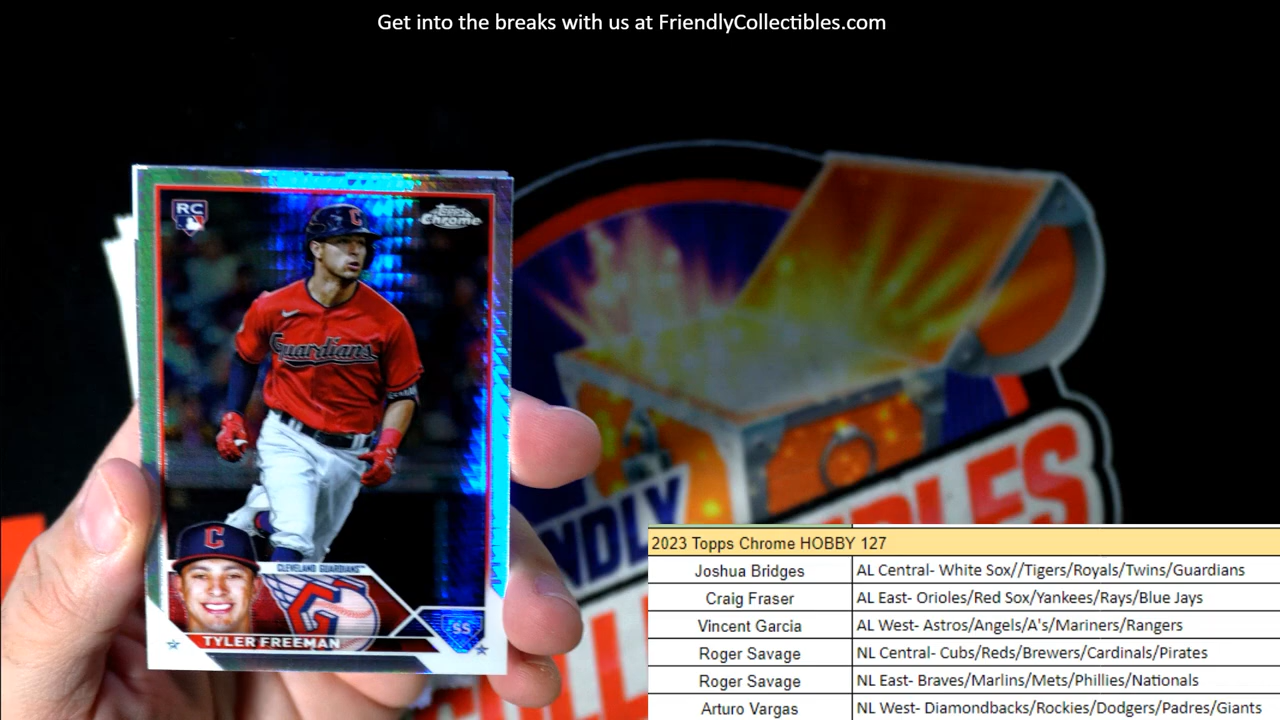 Get into the breaks with us at FriendlyCollectibles.com
RC
Topps
Chrome
C
Guardians
C
CLEVELAND GUARDIANS™
SS
TYLER FREEMAN
NDLY
BLES
2023 Topps Chrome HOBBY 127
Joshua Bridges AL Central- White Sox//Tigers/Royals/Twins/Guardians
Craig Fraser AL East- Orioles/Red Sox/Yankees/Rays/Blue Jays
Vincent Garcia AL West- Astros/Angels/A's/Mariners/Rangers
Roger Savage NL Central- Cubs/Reds/Brewers/Cardinals/Pirates
Roger Savage NL East- Braves/Marlins/Mets/Phillies/Nationals
Arturo Vargas NL West- Diamondbacks/Rockies/Dodgers/Padres/Giants